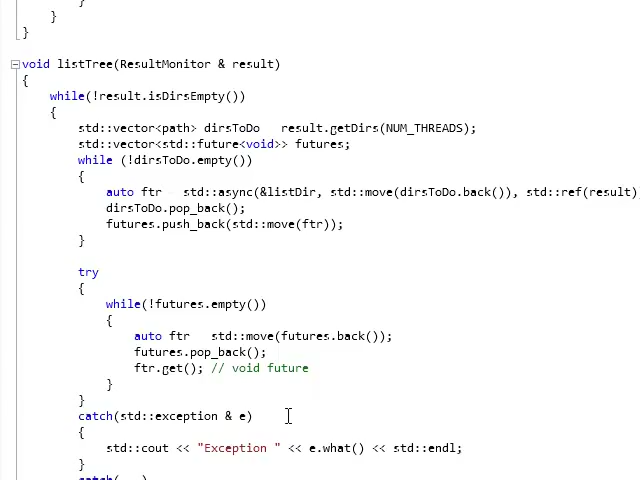 }
}
}
void listTree(ResultMonitor & result)
{
while(!result.isDirsEmpty())
{
std::vector<path> dirsToDo result.getDirs(NUM_THREADS);
std::vector<std::future<void>> futures;
while (!dirsToDo.empty())
{
auto ftr std::async(&listDir, std::move(dirsToDo.back()), std::ref(result)
dirsToDo.pop_back();
futures.push_back(std::move(ftr));
}
try
{
while(!futures.empty())
{
auto ftr std::move(futures.back());
futures.pop_back();
ftr.get(); // void future
}
}
catch(std::exception & e)
{
std::cout << "Exception " << e.what() << std::endl;
}
catch(...)